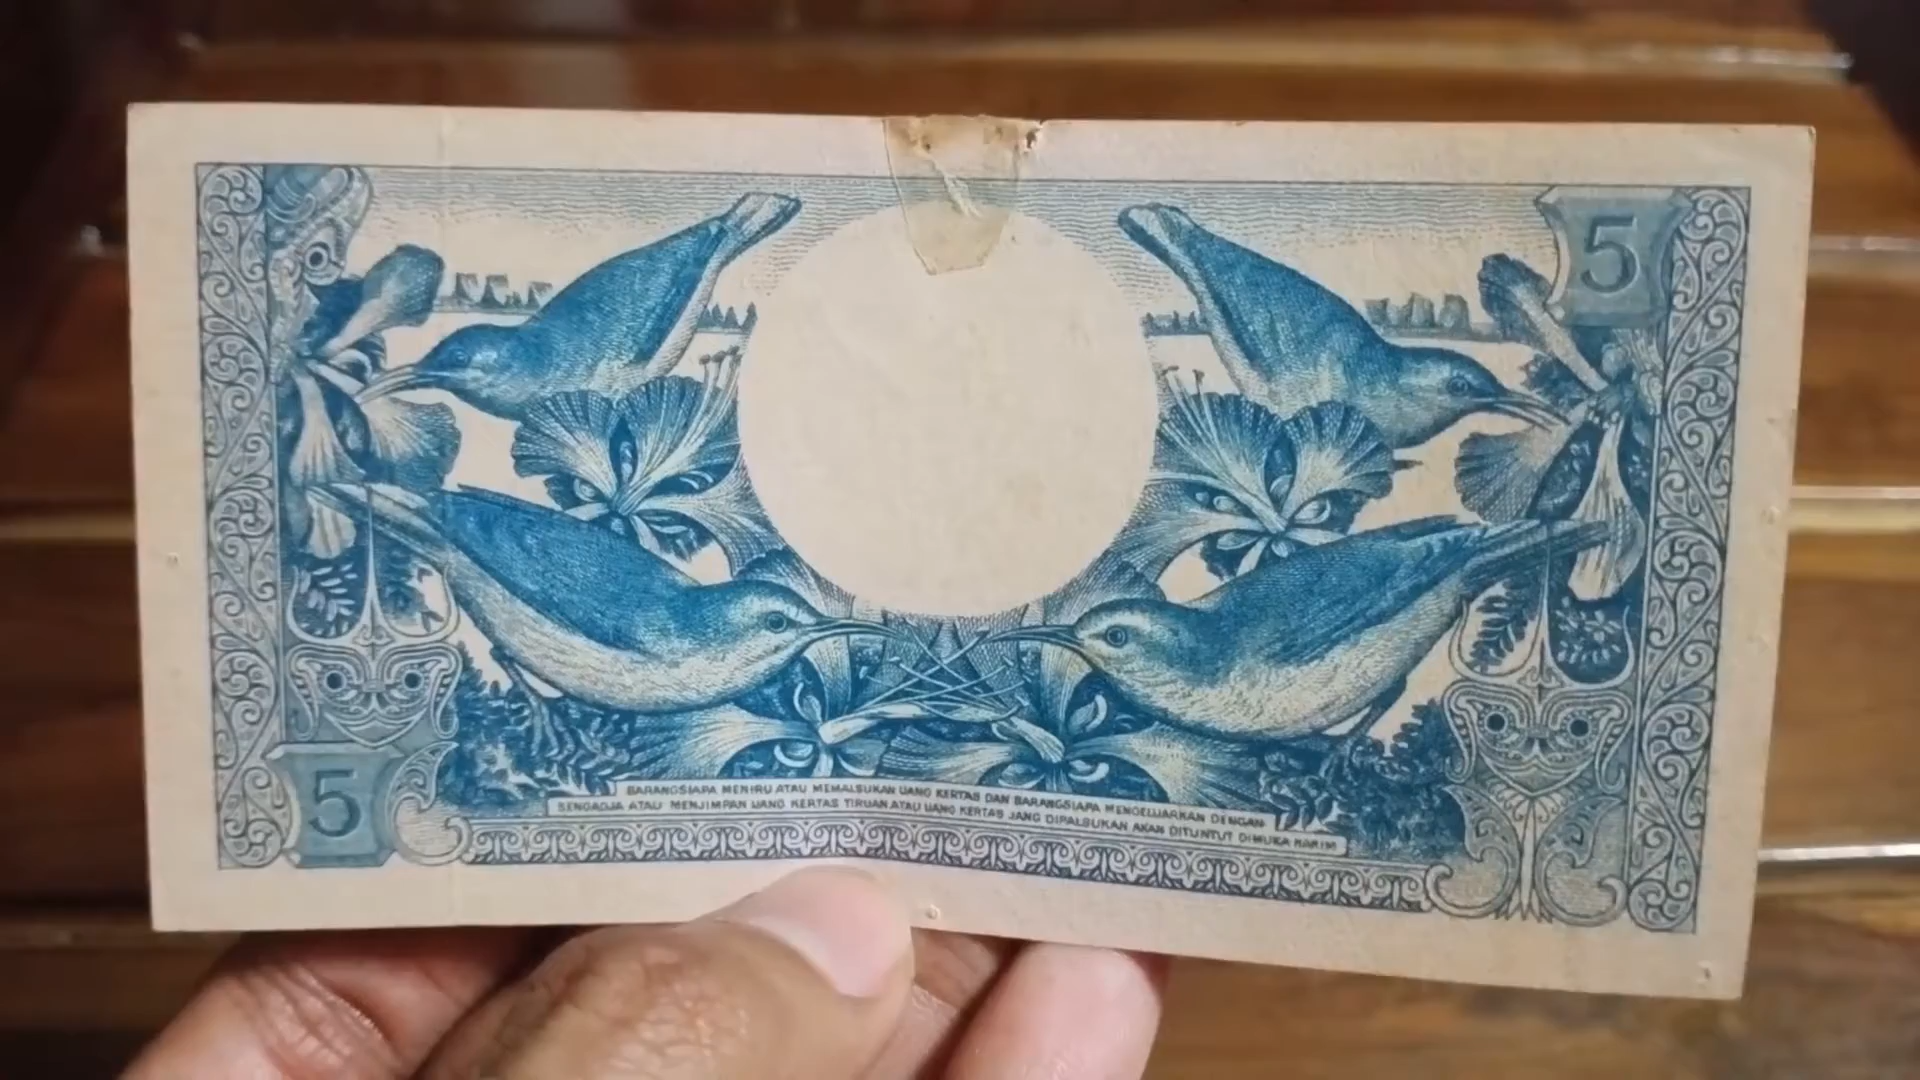 5
5
BARANGSIAPA MENIRU ATAU MEMALSUKAN UANG KERTAS DAN BARANGSIAPA MENGELUARKAN DENGAN
SENGADJA ATAU MENJIMPAN UANG KERTAS TIRUAN ATAU UANG KERTAS JANG DIPALSUKAN AKAN DITUNTUT DIMUKA HAKIM